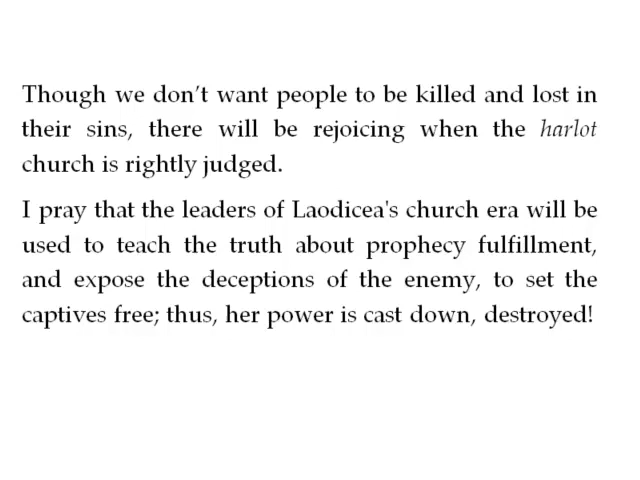 Though we don’t want people to be killed and lost in
their sins, there will be rejoicing when the harlot
church is rightly judged.
I pray that the leaders of Laodicea's church era will be
used to teach the truth about prophecy fulfillment,
and expose the deceptions of the enemy, to set the
captives free; thus, her power is cast down, destroyed!